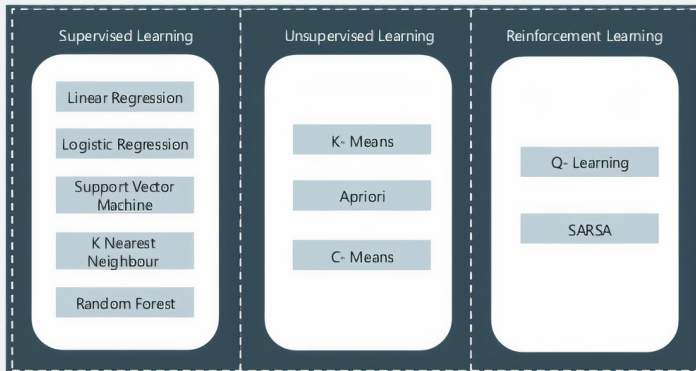 Supervised Learning
Linear Regression
Logistic Regression
Support Vector
Machine
K Nearest
Neighbour
Random Forest
Unsupervised Learning
K- Means
Apriori
C- Means
Reinforcement Learning
Q- Learning
SARSA